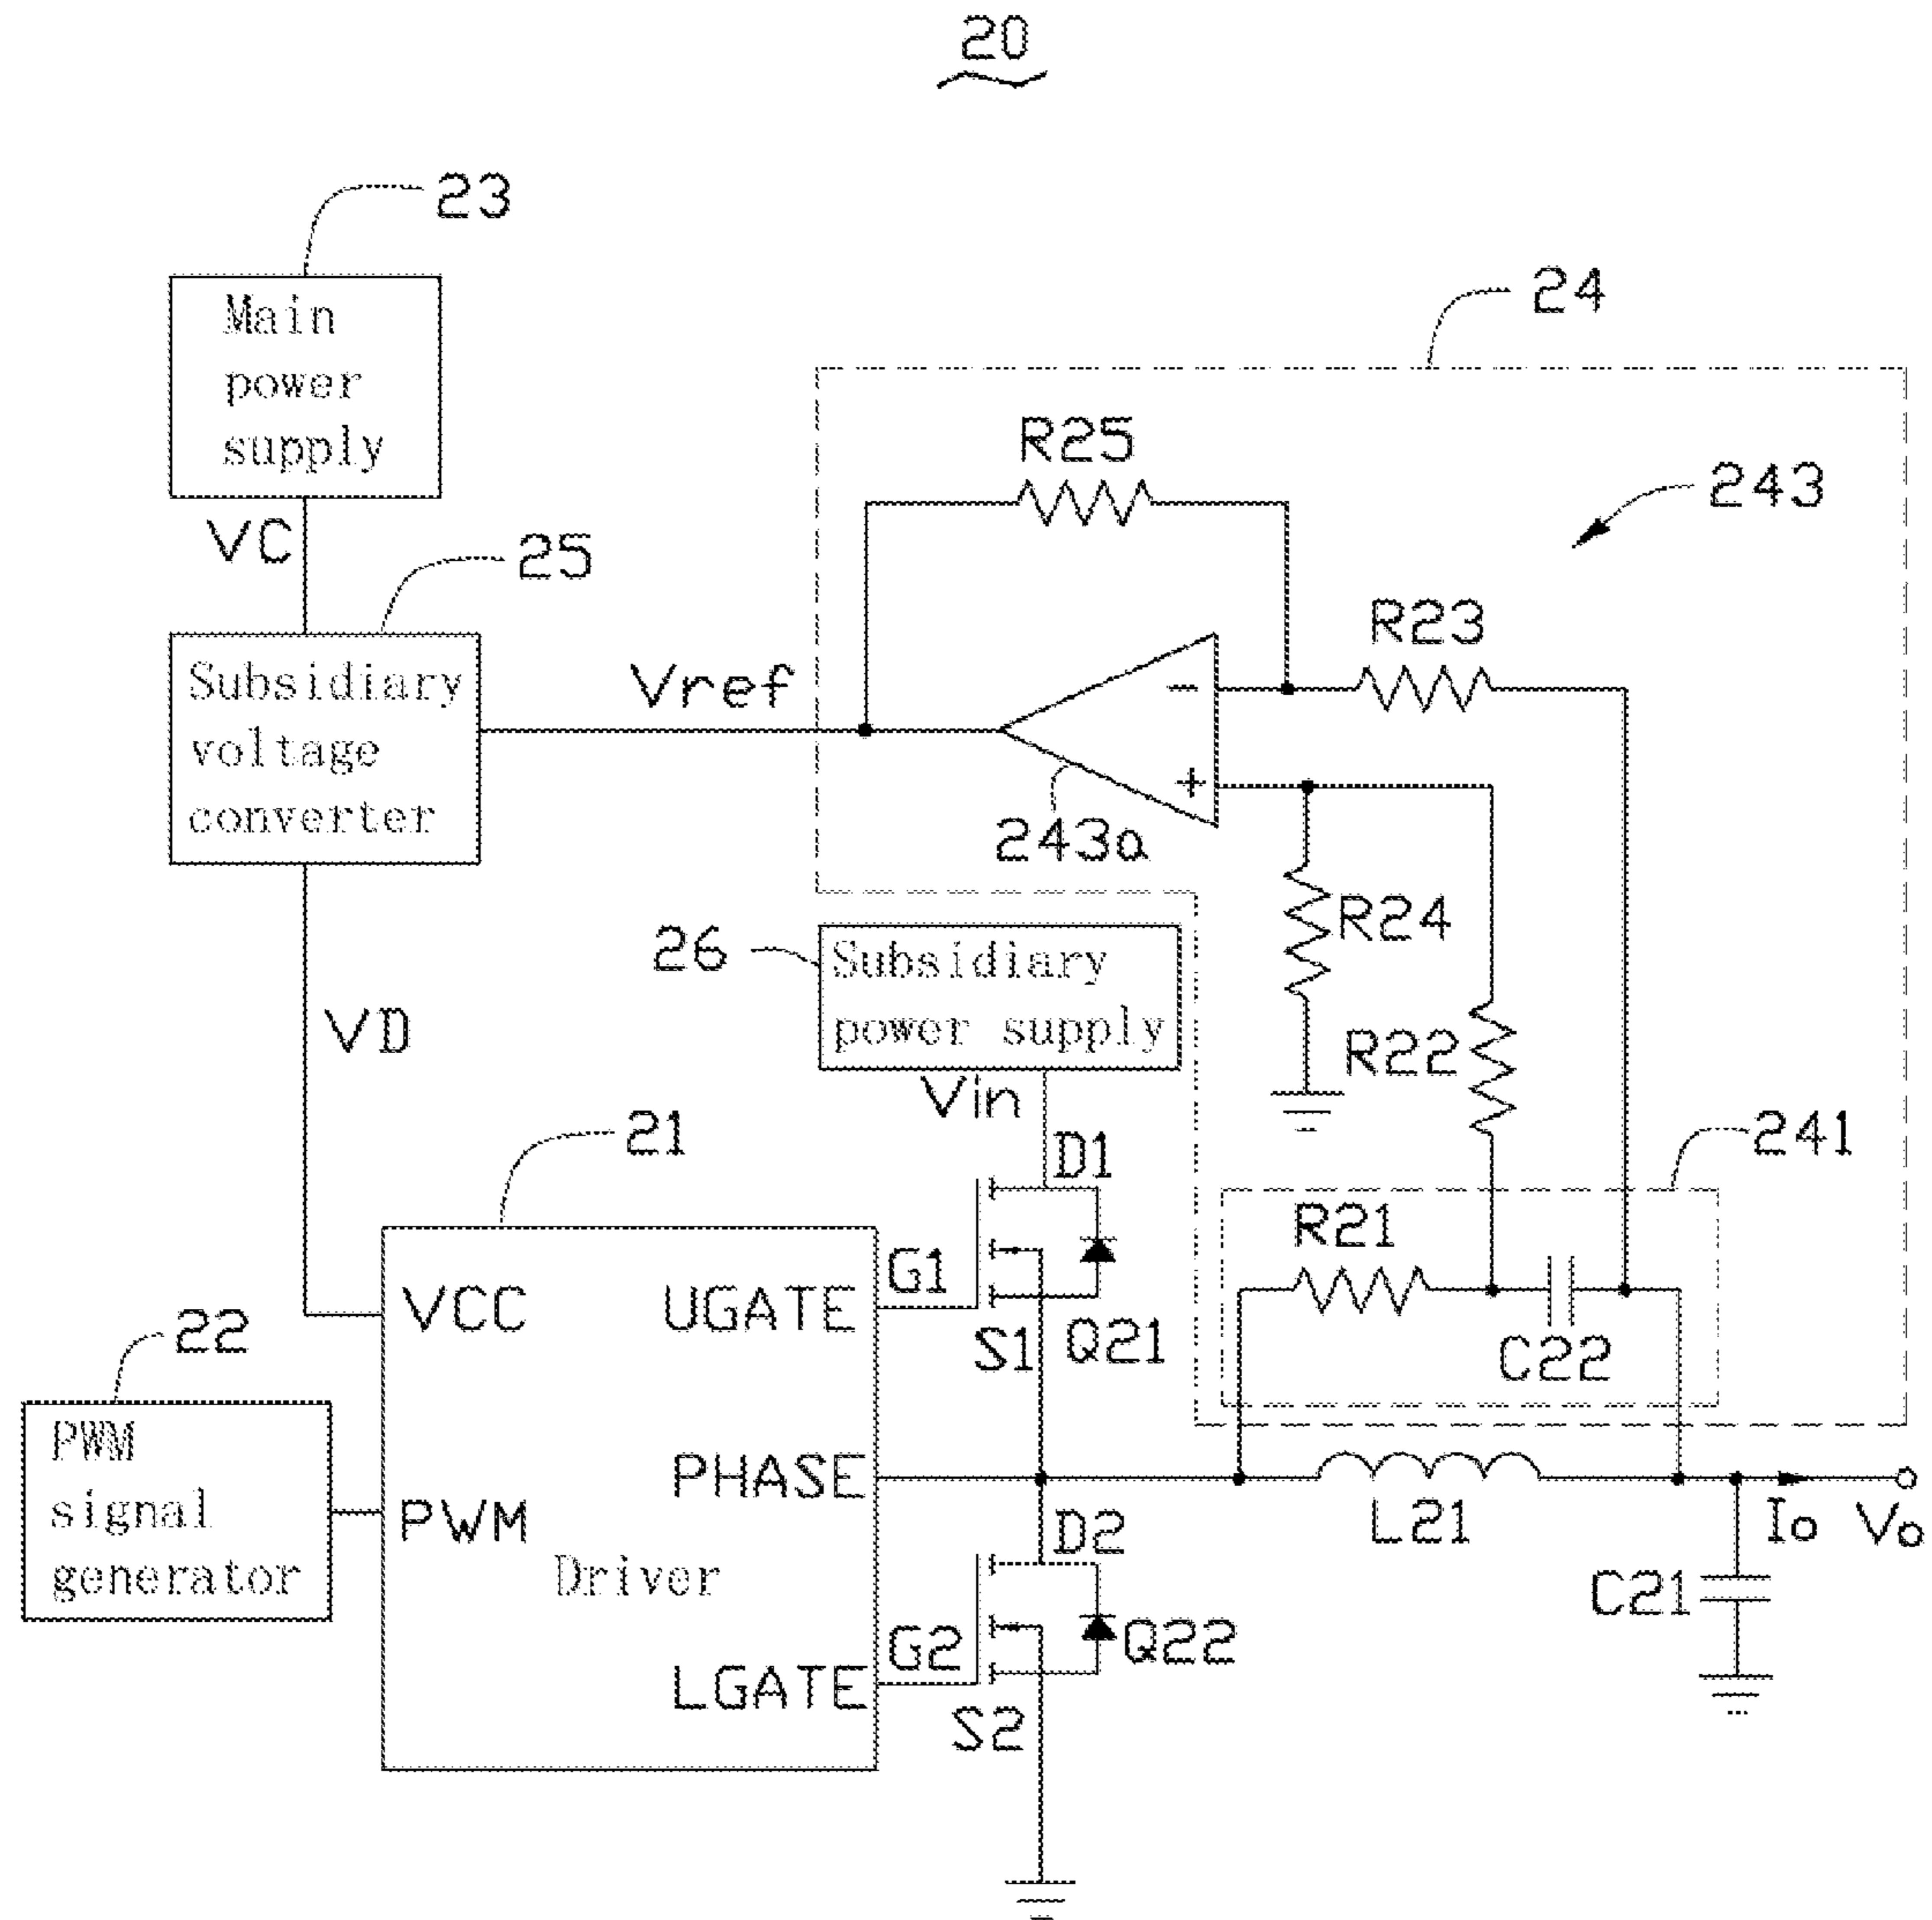 20
23
Main
power
supply
24
R25
243
VC
25
R23
Subsidiary
voltage
converter
Vref
-
+
243a
R24
26
Subsidiary
power supply
VD
R22
Vin
21
D1
241
R21
G1
VCC
UGATE
22
S1
Q21
C22
PWM
signal
generator
PHASE
PWM
Driver
D2
L21
Io
Vo
C21
G2
Q22
LGATE
S2